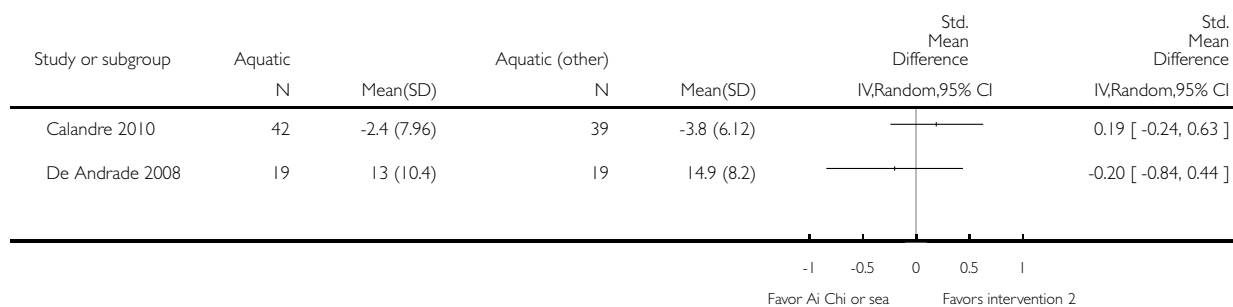 Std. Std.
Mean Mean
Study or subgroup Aquatic Aquatic (other) Difference Difference
N Mean(SD) N Mean(SD) IV,Random,95% CI IV,Random,95% CI
Calandre 2010 42 -2.4 (7.96) 39 -3.8 (6.12) 0.19 [ -0.24, 0.63 ]
De Andrade 2008 19 13 (10.4) 19 14.9 (8.2) -0.20 [ -0.84, 0.44 ]
-1 -0.5 0 0.5 1
Favor Ai Chi or sea Favors intervention 2